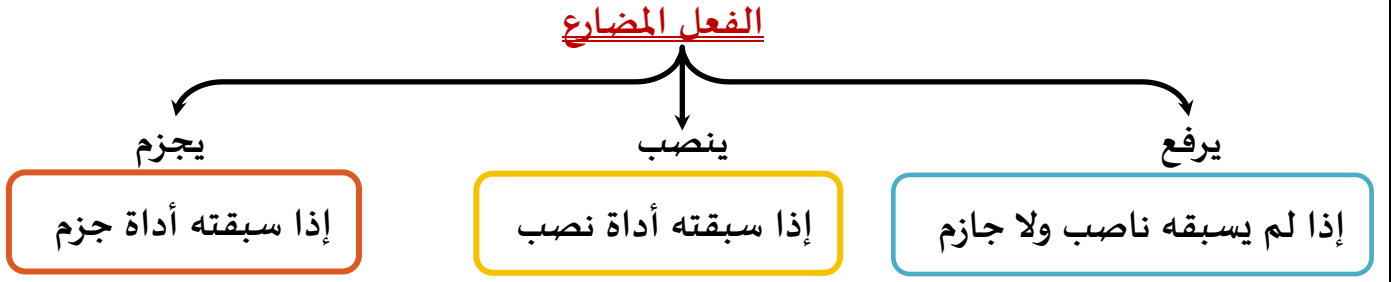 الفعل المضارع
يرفع
ينصب
يجزم
إذا لم يسبقه ناصب ولا جازم
إذا سبقته أداة نصب
إذا سبقته أداة جزم